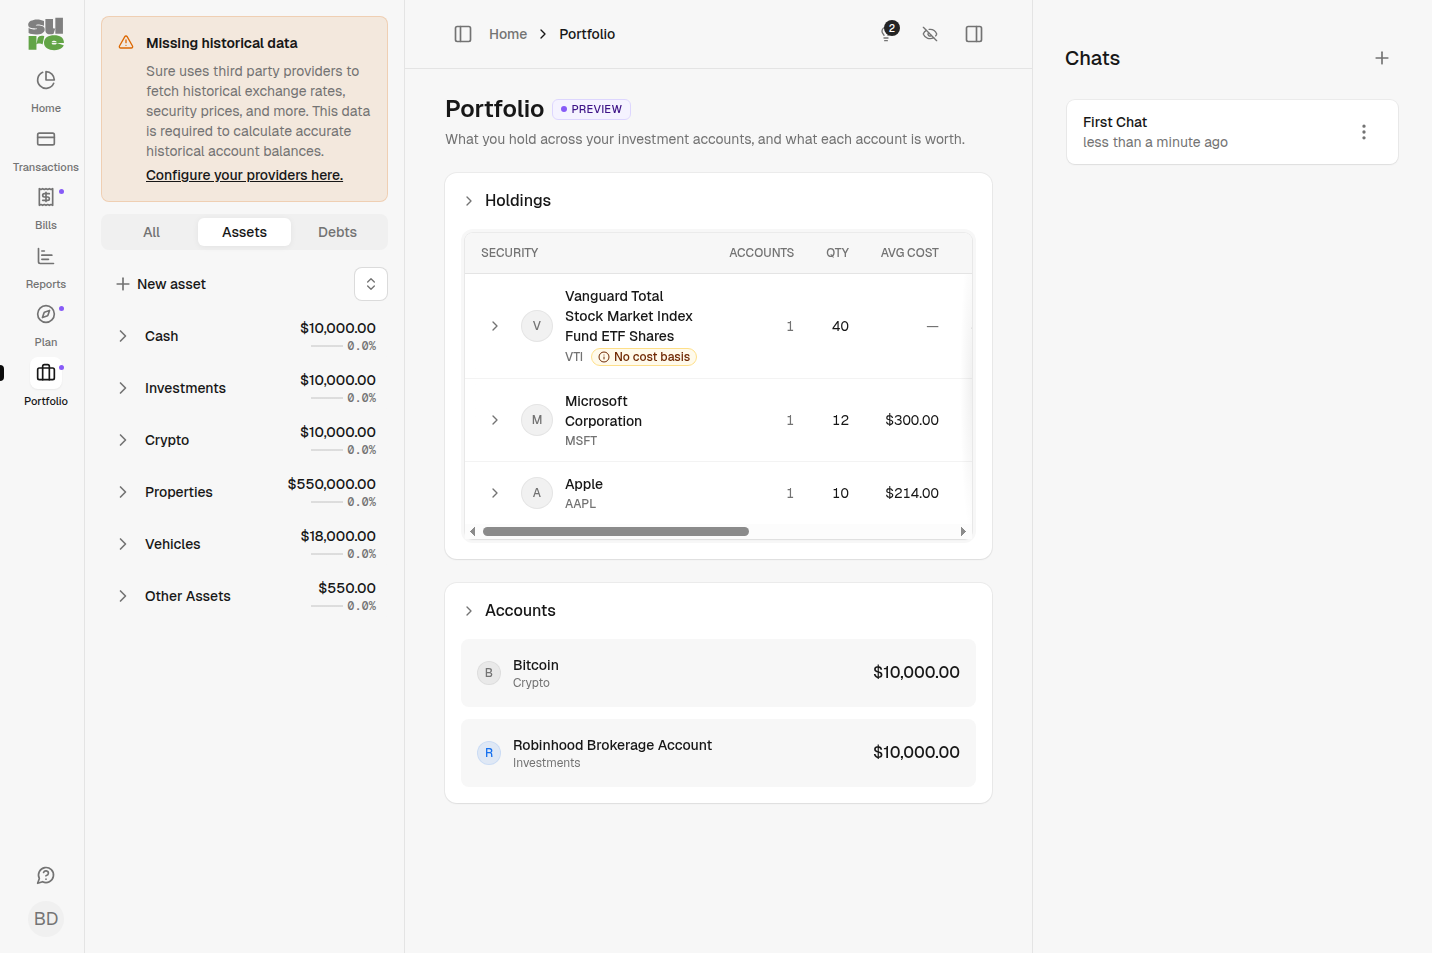 sure
Home
Transactions
Bills
Reports
Plan
Portfolio
BD
Missing historical data
Sure uses third party providers to
fetch historical exchange rates,
security prices, and more. This data
is required to calculate accurate
historical account balances.
Configure your providers here.
All Assets Debts
New asset
Cash $10,000.00
0.0%
Investments $10,000.00
0.0%
Crypto $10,000.00
0.0%
Properties $550,000.00
0.0%
Vehicles $18,000.00
0.0%
Other Assets $550.00
0.0%
Home Portfolio
2
Portfolio PREVIEW
What you hold across your investment accounts, and what each account is worth.
Holdings
SECURITY ACCOUNTS QTY AVG COST
V Vanguard Total
Stock Market Index
Fund ETF Shares
VTI No cost basis
1 40 —
M Microsoft
Corporation
MSFT
1 12 $300.00
A Apple
AAPL
1 10 $214.00
Accounts
B Bitcoin
Crypto
$10,000.00
R Robinhood Brokerage Account
Investments
$10,000.00
Chats
First Chat
less than a minute ago